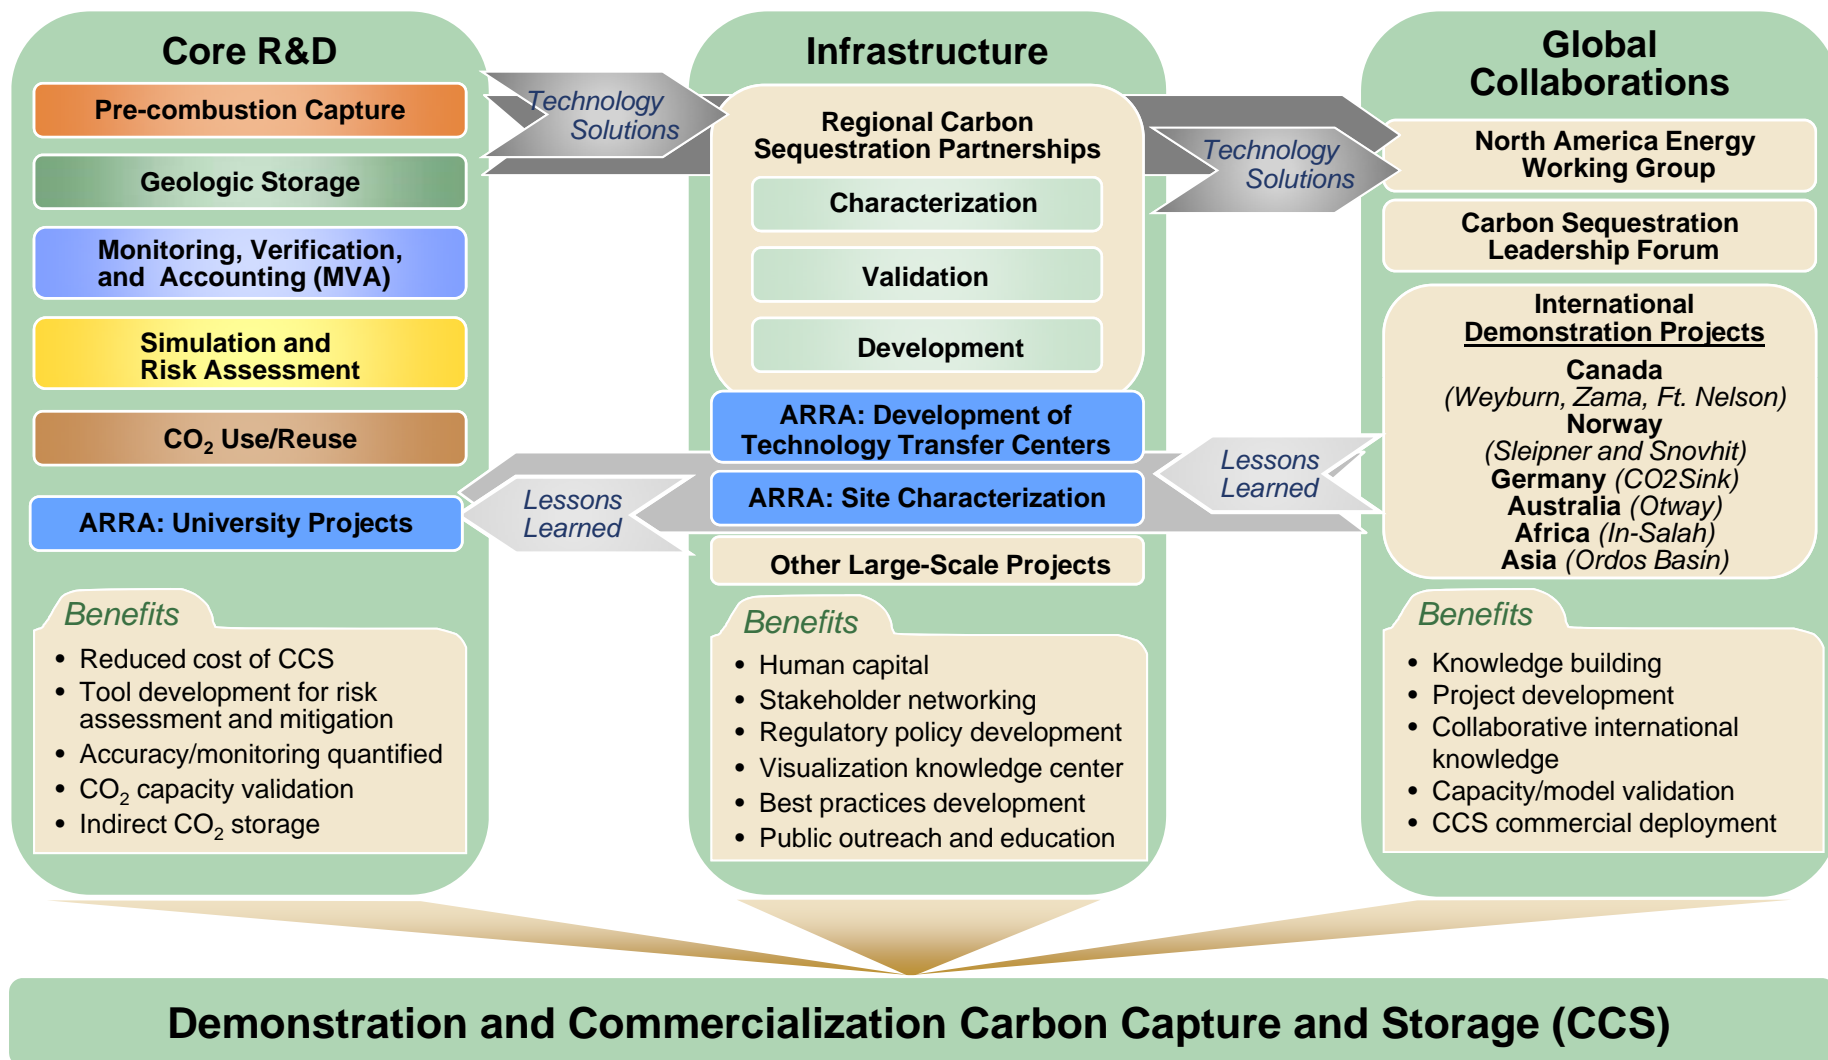 Core R&D
Pre-combustion Capture
Geologic Storage
Monitoring, Verification,
and Accounting (MVA)
Simulation and
Risk Assessment
CO2 Use/Reuse
ARRA: University Projects
Benefits
• Reduced cost of CCS
• Tool development for risk
assessment and mitigation
• Accuracy/monitoring quantified
• CO2 capacity validation
• Indirect CO2 storage
Technology
Solutions
Lessons
Learned
Infrastructure
Regional Carbon
Sequestration Partnerships
Characterization
Validation
Development
ARRA: Development of
Technology Transfer Centers
ARRA: Site Characterization
Other Large-Scale Projects
Benefits
• Human capital
• Stakeholder networking
• Regulatory policy development
• Visualization knowledge center
• Best practices development
• Public outreach and education
Technology
Solutions
Lessons
Learned
Global
Collaborations
North America Energy
Working Group
Carbon Sequestration
Leadership Forum
International
Demonstration Projects
Canada
(Weyburn, Zama, Ft. Nelson)
Norway
(Sleipner and Snovhit)
Germany (CO2Sink)
Australia (Otway)
Africa (In-Salah)
Asia (Ordos Basin)
Benefits
• Knowledge building
• Project development
• Collaborative international
knowledge
• Capacity/model validation
• CCS commercial deployment
Demonstration and Commercialization Carbon Capture and Storage (CCS)